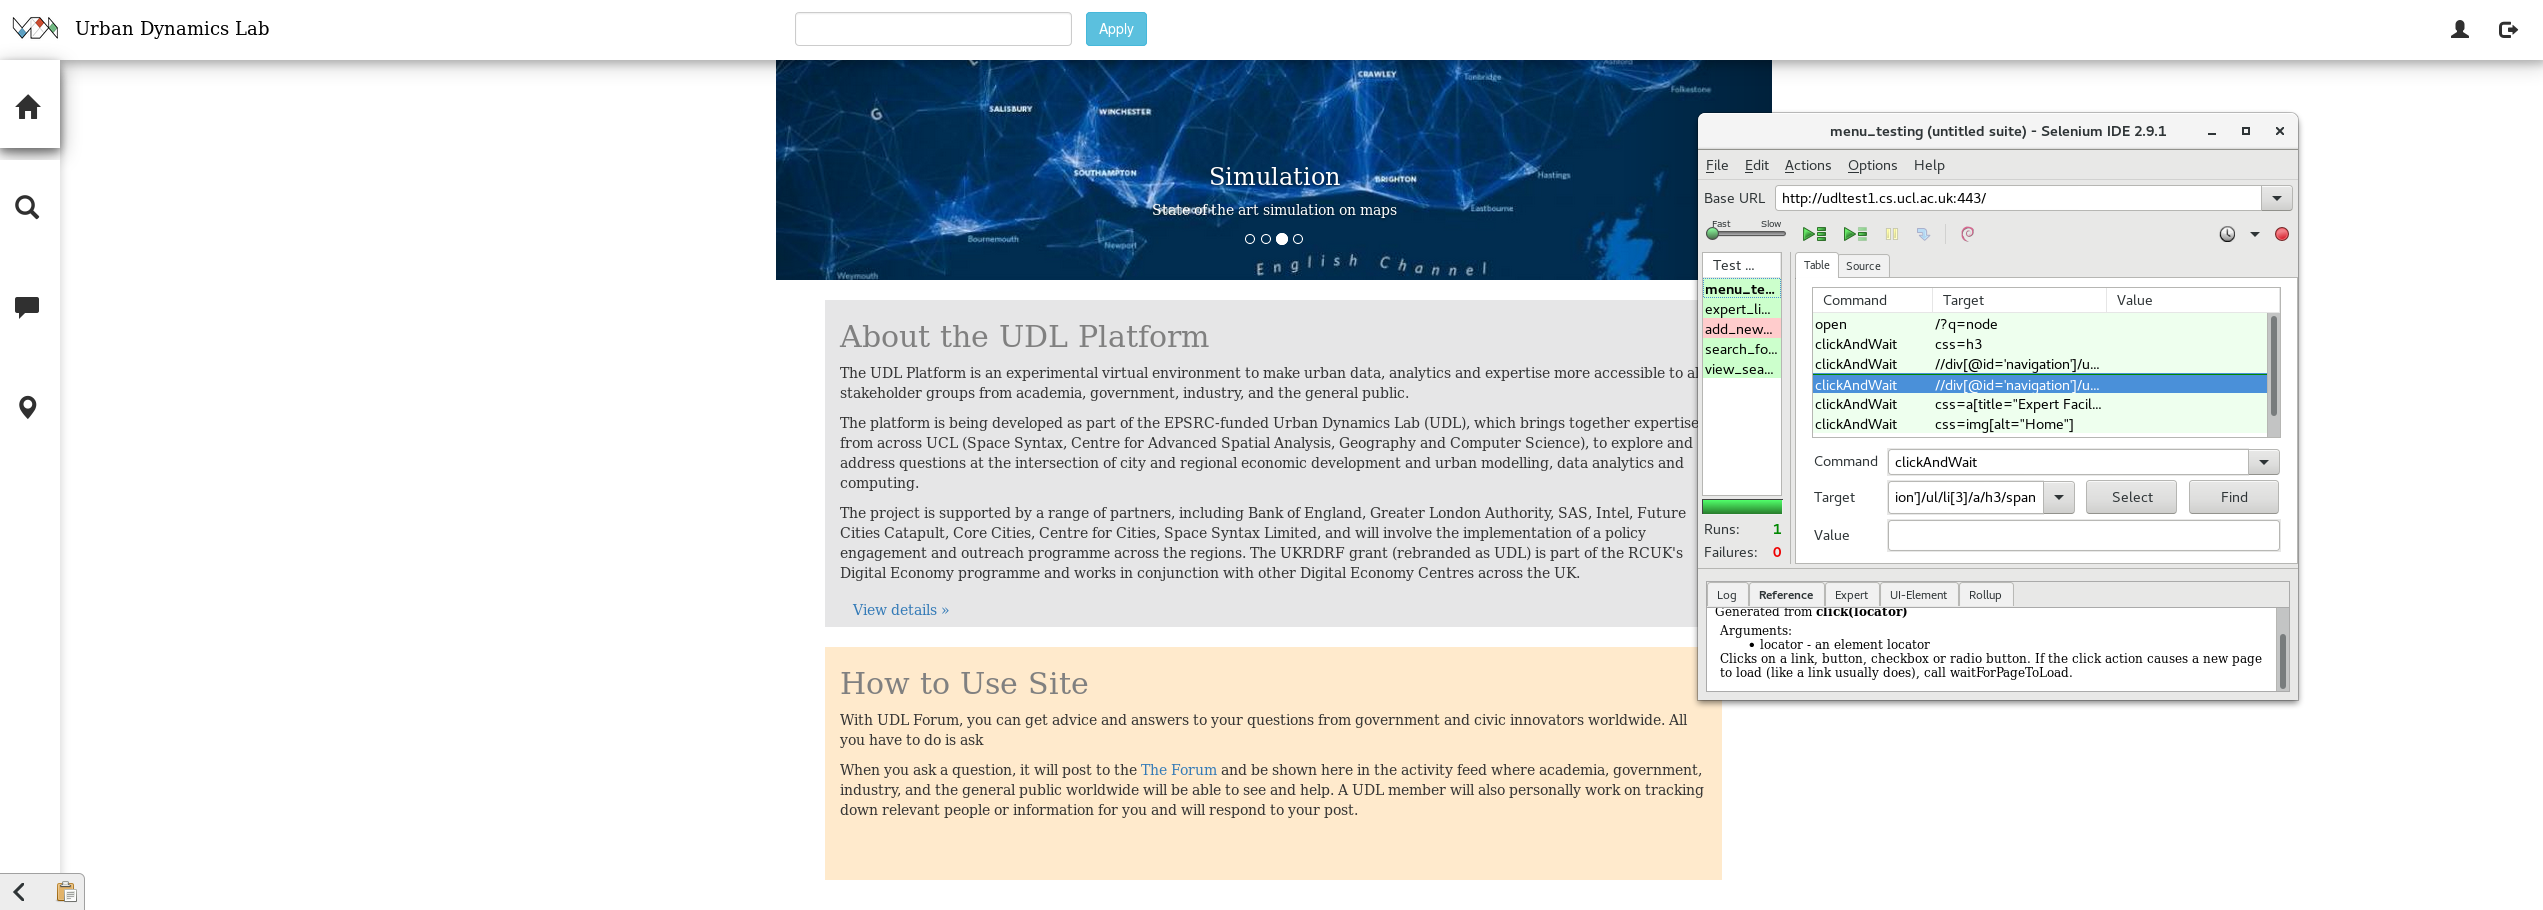 Urban Dynamics Lab
Apply
CRAWLEY
Tonbridge
Ashford
Folkestone
SALISBURY
WINCHESTER
G
SOUTHAMPTON
BRIGHTON
Hastings
Simulation
State of the art simulation on maps
Eastbourne
Bournemouth
Newport
Weymouth
English Channel
About the UDL Platform
The UDL Platform is an experimental virtual environment to make urban data, analytics and expertise more accessible to
stakeholder groups from academia, government, industry, and the general public.
The platform is being developed as part of the EPSRC-funded Urban Dynamics Lab (UDL), which brings together expertise
from across UCL (Space Syntax, Centre for Advanced Spatial Analysis, Geography and Computer Science), to explore and
address questions at the intersection of city and regional economic development and urban modelling, data analytics and
computing.
The project is supported by a range of partners, including Bank of England, Greater London Authority, SAS, Intel, Future
Cities Catapult, Core Cities, Centre for Cities, Space Syntax Limited, and will involve the implementation of a policy
engagement and outreach programme across the regions. The UKRDRF grant (rebranded as UDL) is part of the RCUK's
Digital Economy programme and works in conjunction with other Digital Economy Centres across the UK.
View details »
How to Use Site
With UDL Forum, you can get advice and answers to your questions from government and civic innovators worldwide. All
you have to do is ask
When you ask a question, it will post to the The Forum and be shown here in the activity feed where academia, government,
industry, and the general public worldwide will be able to see and help. A UDL member will also personally work on tracking
down relevant people or information for you and will respond to your post.
menu_testing (untitled suite) - Selenium IDE 2.9.1
File Edit Actions Options Help
Base URL http://udltest1.cs.ucl.ac.uk:443/
Fast Slow
Test ...
menu_te...
expert_li...
add_new...
search_fo...
view_sea...
Runs: 1
Failures: 0
Table Source
Command Target Value
open /?q=node
clickAndWait css=h3
clickAndWait //div[@id='navigation']/u...
clickAndWait //div[@id='navigation']/u...
clickAndWait css=a[title="Expert Facil...
clickAndWait css=img[alt="Home"]
Command clickAndWait
Target ion']/ul/li[3]/a/h3/span Select Find
Value
Log Reference Expert UI-Element Rollup
Generated from click(locator)
Arguments:
• locator - an element locator
Clicks on a link, button, checkbox or radio button. If the click action causes a new page
to load (like a link usually does), call waitForPageToLoad.